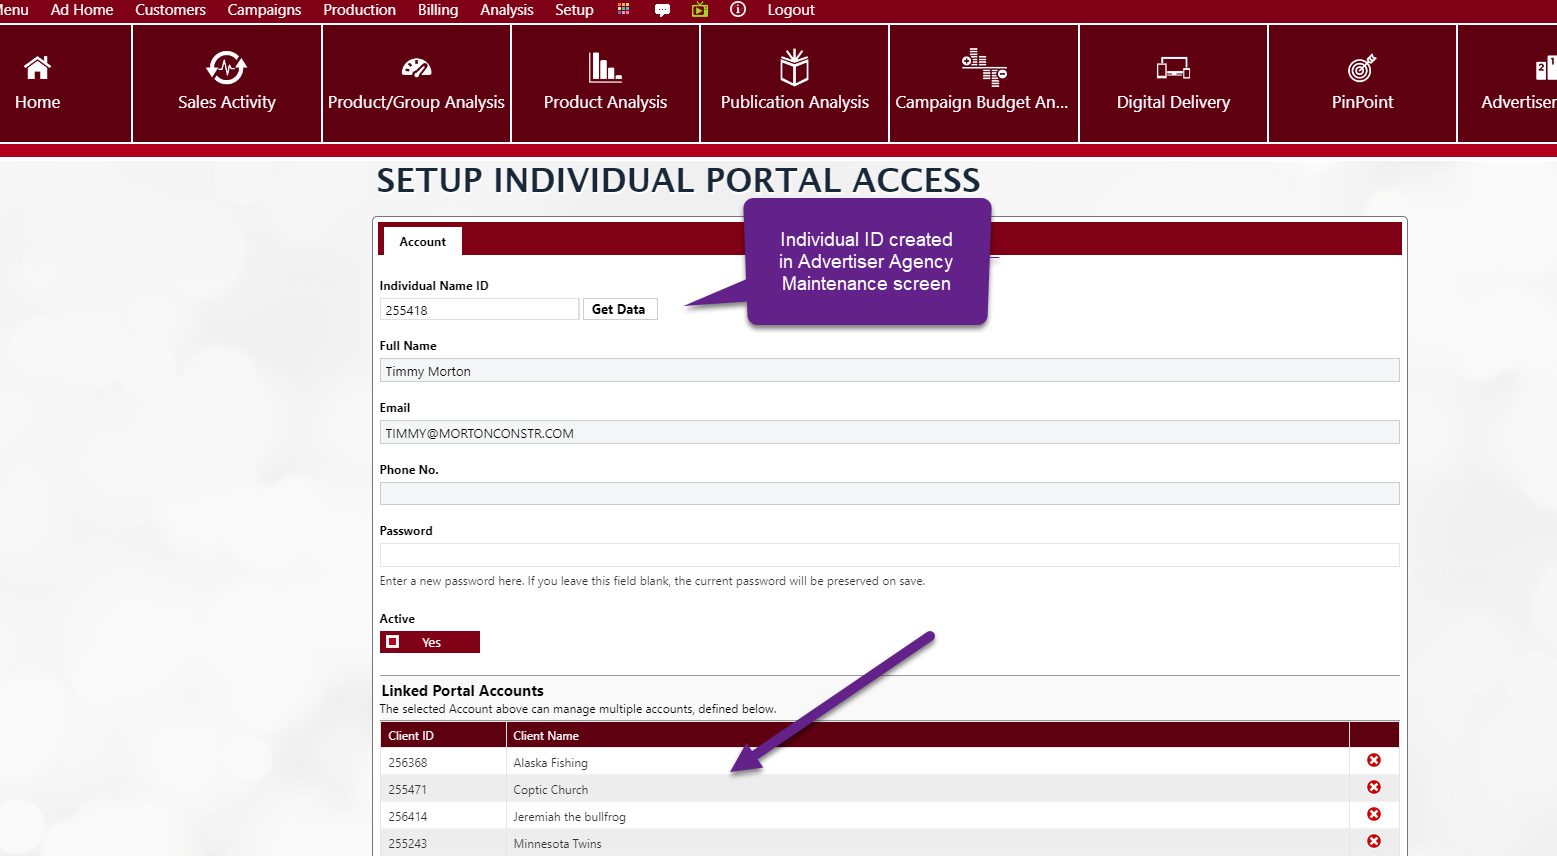 Menu Ad Home Customers Campaigns Production Billing Analysis Setup Logout
Home Sales Activity Product/Group Analysis Product Analysis Publication Analysis Campaign Budget An... Digital Delivery PinPoint Advertiser
SETUP INDIVIDUAL PORTAL ACCESS
Individual ID created
in Advertiser Agency
Maintenance screen
Account
Individual Name ID
255418 Get Data
Full Name
Timmy Morton
Email
TIMMY@MORTONCONSTR.COM
Phone No.
Password
Enter a new password here. If you leave this field blank, the current password will be preserved on save.
Active
Yes
Linked Portal Accounts
The selected Account above can manage multiple accounts, defined below.
Client ID Client Name
256368 Alaska Fishing
255471 Coptic Church
256414 Jeremiah the bullfrog
255243 Minnesota Twins